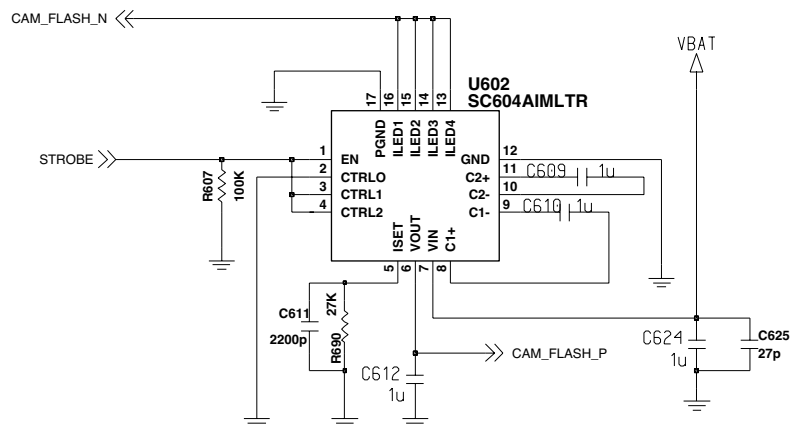 CAM_FLASH_N
VBAT
U602
SC604AIMLTR
17
16
15
14
13
PGND
ILED1
ILED2
ILED3
ILED4
STROBE
1
EN
2
CTRLO
3
CTRL1
4
CTRL2
GND
12
C2+
11
C609
1u
C2-
10
C1-
9
C610
1u
R607
100K
ISET
VOUT
VIN
C1+
5
6
7
8
C611
2200p
27K
R690
C612
1u
CAM_FLASH_P
C624
1u
C625
27p